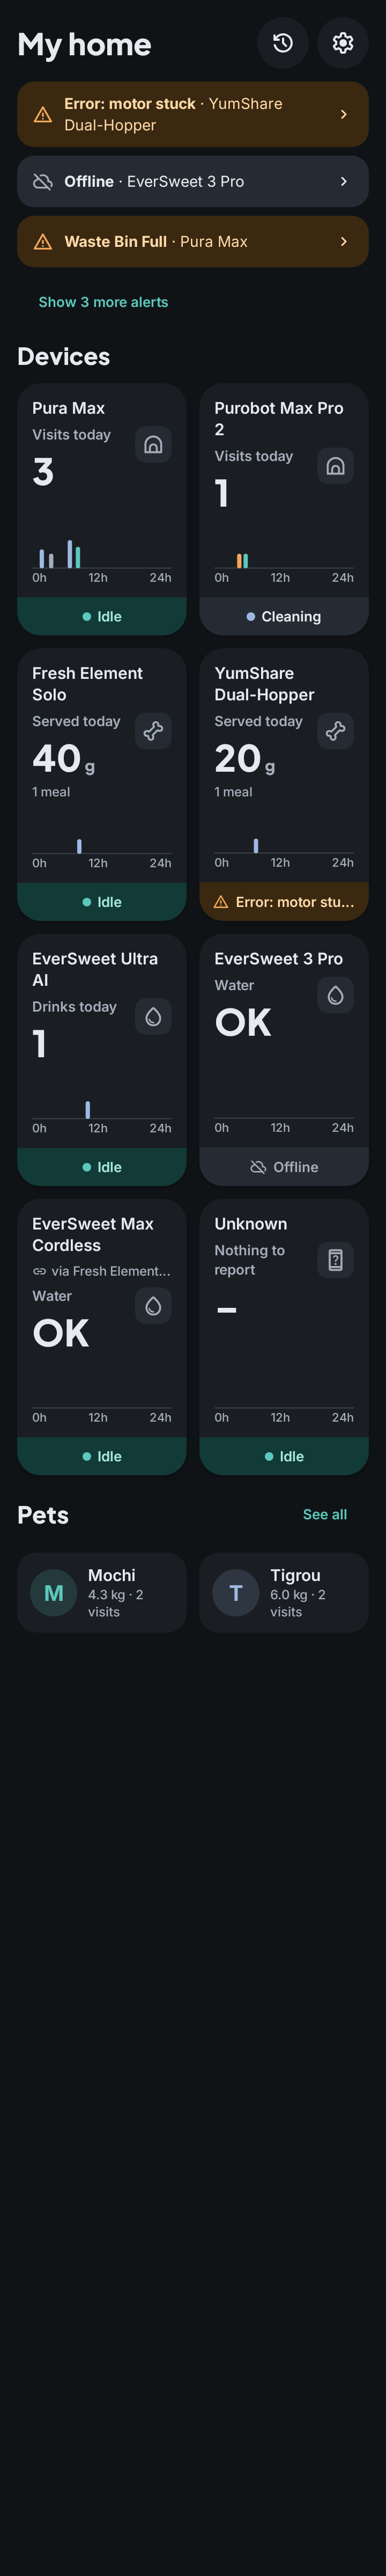 My home
Error: motor stuck · YumShare
Dual-Hopper
Offline · EverSweet 3 Pro
Waste Bin Full · Pura Max
Show 3 more alerts
Devices
Pura Max
Visits today
3
0h 12h 24h
Idle
Purobot Max Pro
2
Visits today
1
0h 12h 24h
Cleaning
Fresh Element
Solo
Served today
40 g
1 meal
0h 12h 24h
Idle
YumShare
Dual-Hopper
Served today
20 g
1 meal
0h 12h 24h
Error: motor stu...
EverSweet Ultra
AI
Drinks today
1
0h 12h 24h
Idle
EverSweet 3 Pro
Water
OK
0h 12h 24h
Offline
EverSweet Max
Cordless
via Fresh Element...
Water
OK
0h 12h 24h
Idle
Unknown
Nothing to
report
–
0h 12h 24h
Idle
Pets
See all
M
Mochi
4.3 kg · 2
visits
T
Tigrou
6.0 kg · 2
visits